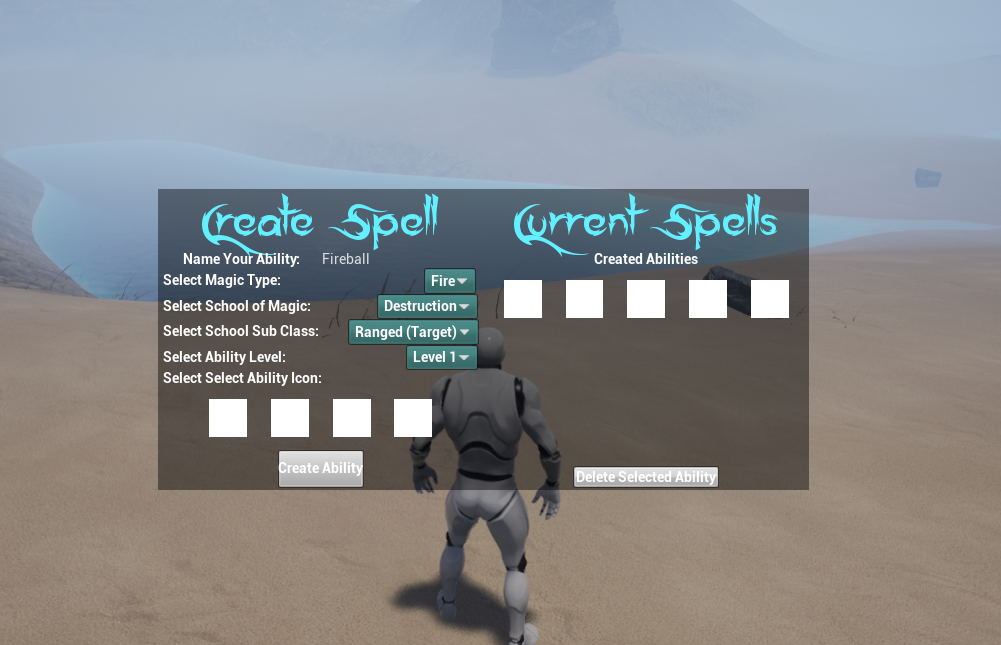 Create Spell
Name Your Ability: Fireball
Select Magic Type: Fire
Select School of Magic: Destruction
Select School Sub Class: Ranged (Target)
Select Ability Level: Level 1
Select Select Ability Icon:
Create Ability
Current Spells
Created Abilities
Delete Selected Ability